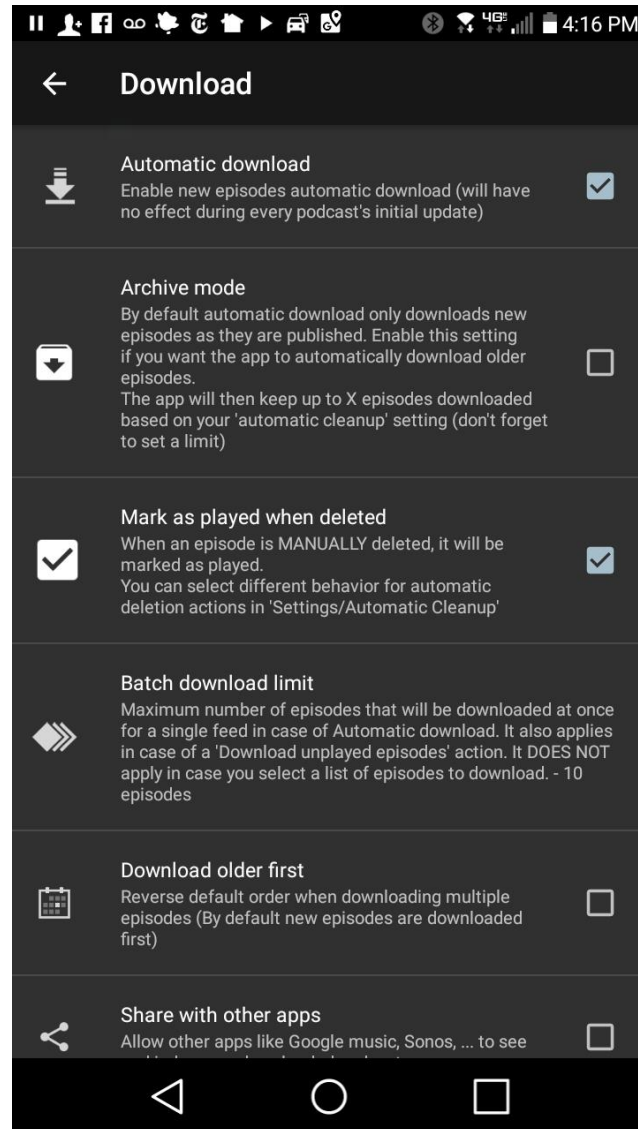 4G
4:16 PM
Download
Automatic download
Enable new episodes automatic download (will have
no effect during every podcast's initial update)
Archive mode
By default automatic download only downloads new
episodes as they are published. Enable this setting
if you want the app to automatically download older
episodes.
The app will then keep up to X episodes downloaded
based on your 'automatic cleanup' setting (don't forget
to set a limit)
Mark as played when deleted
When an episode is MANUALLY deleted, it will be
marked as played.
You can select different behavior for automatic
deletion actions in 'Settings/Automatic Cleanup'
Batch download limit
Maximum number of episodes that will be downloaded at once
for a single feed in case of Automatic download. It also applies
in case of a 'Download unplayed episodes' action. It DOES NOT
apply in case you select a list of episodes to download. - 10
episodes
Download older first
Reverse default order when downloading multiple
episodes (By default new episodes are downloaded
first)
Share with other apps
Allow other apps like Google music, Sonos, ... to see